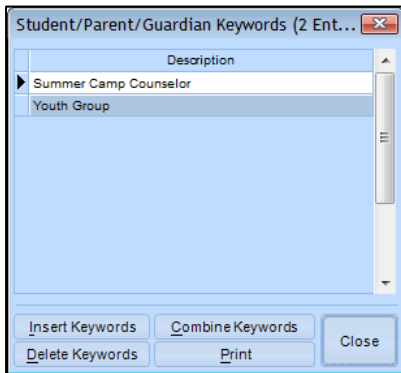 Student/Parent/Guardian Keywords (2 Ent...
Description
Summer Camp Counselor
Youth Group
Insert Keywords
Combine Keywords
Close
Delete Keywords
Print